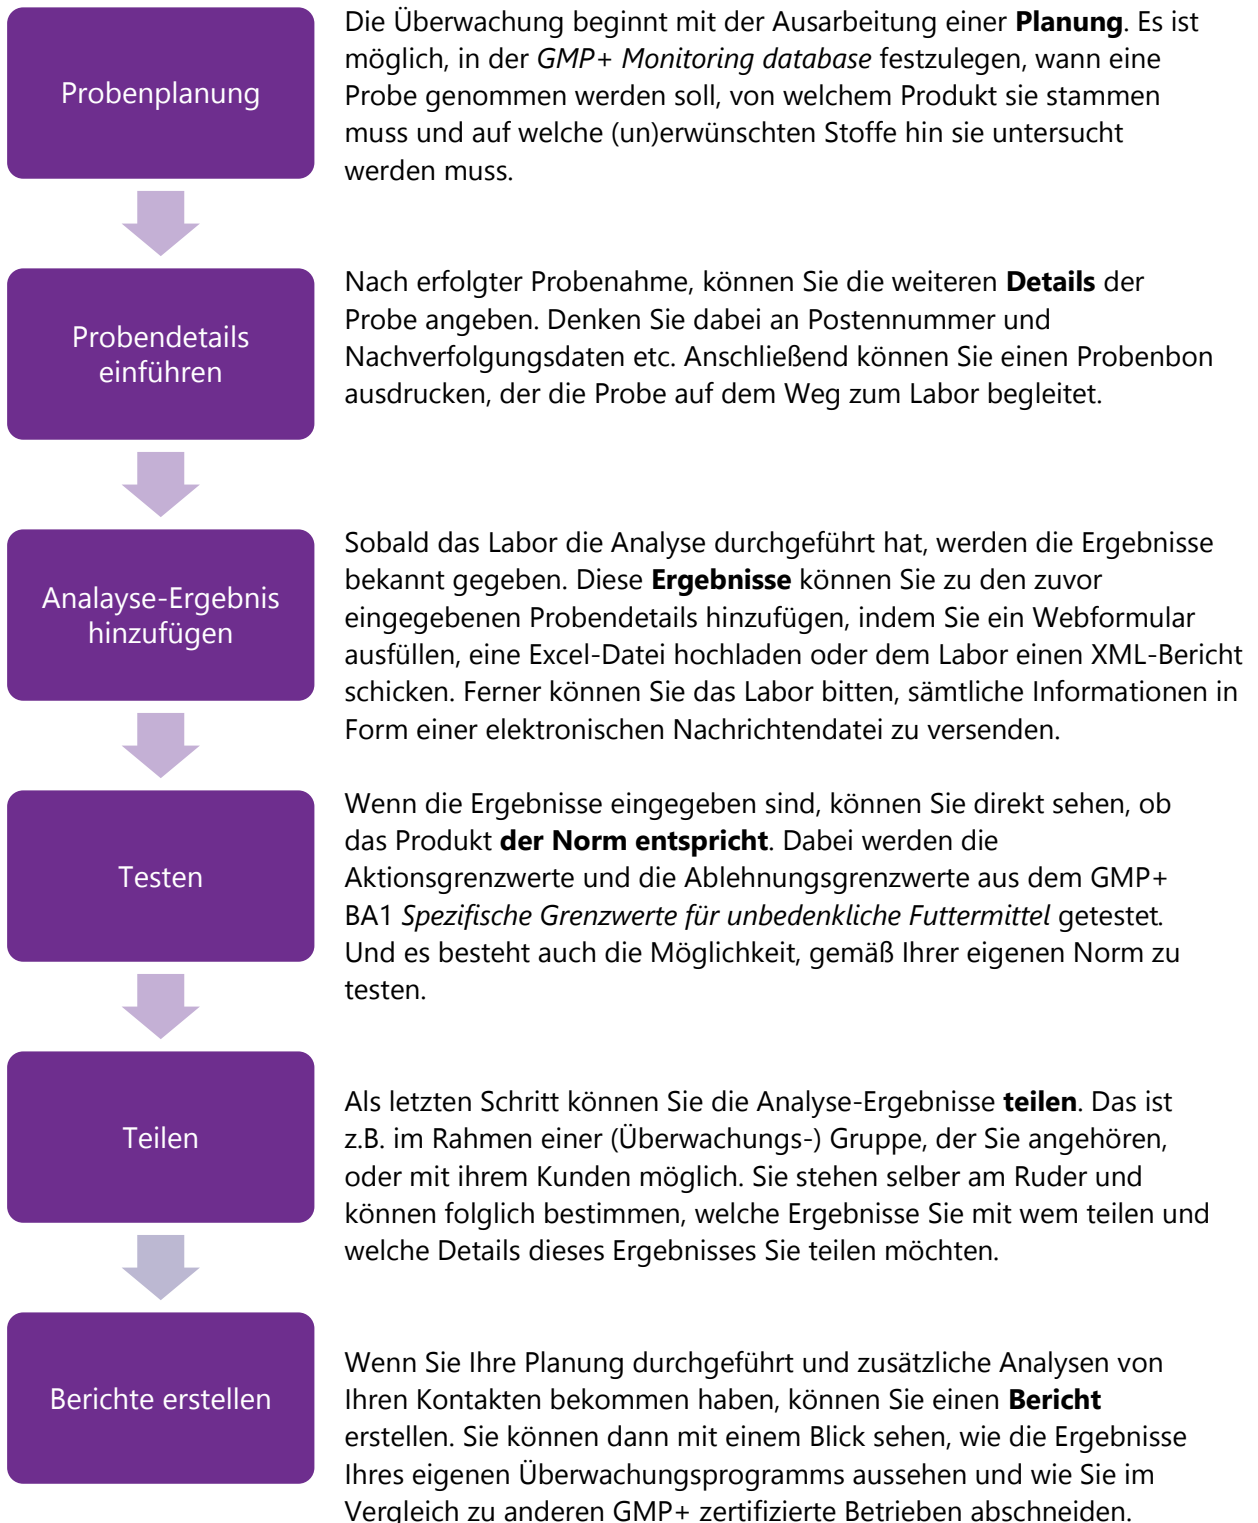 Probenplanung
Die Überwachung beginnt mit der Ausarbeitung einer Planung. Es ist
möglich, in der GMP+ Monitoring database festzulegen, wann eine
Probe genommen werden soll, von welchem Produkt sie stammen
muss und auf welche (un)erwünschten Stoffe hin sie untersucht
werden muss.
Probendetails
einführen
Nach erfolgter Probenahme, können Sie die weiteren Details der
Probe angeben. Denken Sie dabei an Postennummer und
Nachverfolgungsdaten etc. Anschließend können Sie einen Probenbon
ausdrucken, der die Probe auf dem Weg zum Labor begleitet.
Analayse-Ergebnis
hinzufügen
Sobald das Labor die Analyse durchgeführt hat, werden die Ergebnisse
bekannt gegeben. Diese Ergebnisse können Sie zu den zuvor
eingegebenen Probendetails hinzufügen, indem Sie ein Webformular
ausfüllen, eine Excel-Datei hochladen oder dem Labor einen XML-Bericht
schicken. Ferner können Sie das Labor bitten, sämtliche Informationen in
Form einer elektronischen Nachrichtendatei zu versenden.
Testen
Wenn die Ergebnisse eingegeben sind, können Sie direkt sehen, ob
das Produkt der Norm entspricht. Dabei werden die
Aktionsgrenzwerte und die Ablehnungsgrenzwerte aus dem GMP+
BA1 Spezifische Grenzwerte für unbedenkliche Futtermittel getestet.
Und es besteht auch die Möglichkeit, gemäß Ihrer eigenen Norm zu
testen.
Teilen
Als letzten Schritt können Sie die Analyse-Ergebnisse teilen. Das ist
z.B. im Rahmen einer (Überwachungs-) Gruppe, der Sie angehören,
oder mit ihrem Kunden möglich. Sie stehen selber am Ruder und
können folglich bestimmen, welche Ergebnisse Sie mit wem teilen und
welche Details dieses Ergebnisses Sie teilen möchten.
Berichte erstellen
Wenn Sie Ihre Planung durchgeführt und zusätzliche Analysen von
Ihren Kontakten bekommen haben, können Sie einen Bericht
erstellen. Sie können dann mit einem Blick sehen, wie die Ergebnisse
Ihres eigenen Überwachungsprogramms aussehen und wie Sie im
Vergleich zu anderen GMP+ zertifizierte Betrieben abschneiden.